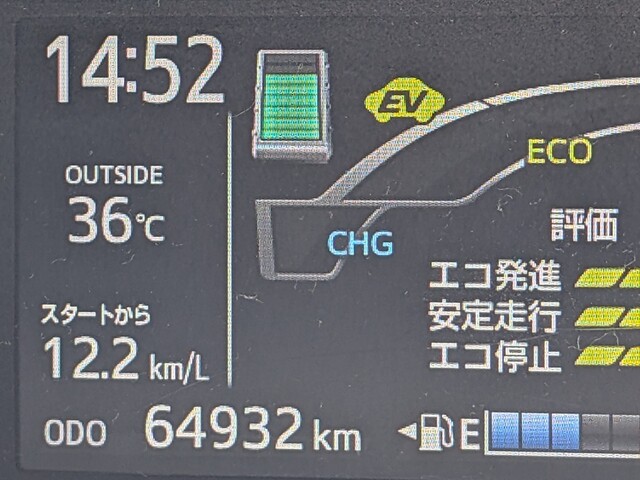 14:52
EV
ECO
OUTSIDE
36℃
CHG
評価
エコ発進
安定走行
エコ停止
スタートから
12.2 km/L
ODO 64932 km
E